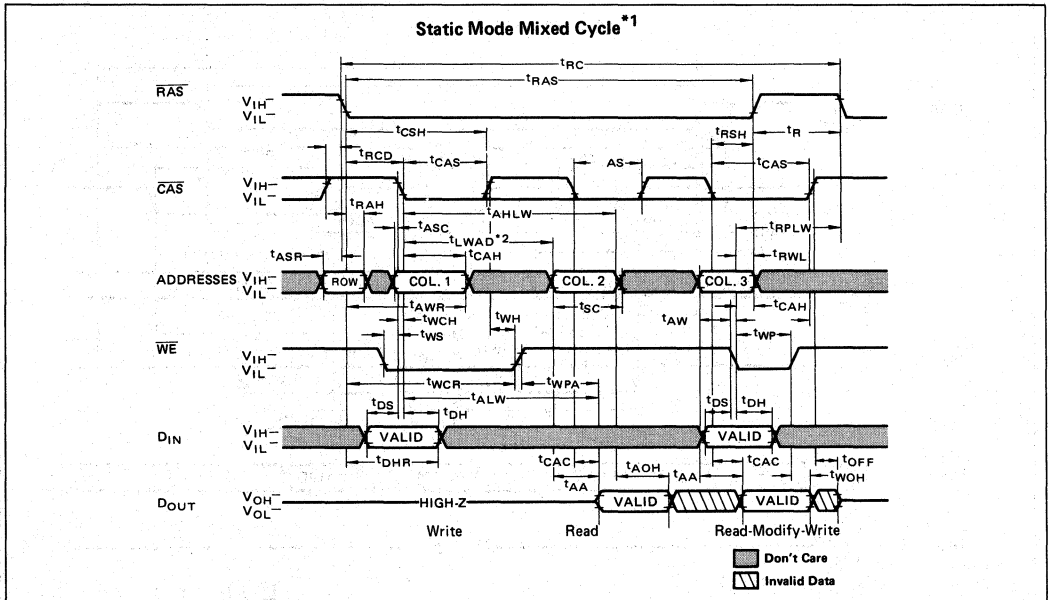 Static Mode Mixed Cycle*1
tRC
tRAS
RAS
VIH
VIL
tCSH
tRSH
tR
tRCD
tCAS
AS
tCAS
CAS
VIH
VIL
tRAH
tAHLW
tASC
tRPLW
tLWAD*2
tASR
tCAH
tRWL
ADDRESSES VIH
VIL
ROW
COL. 1
COL. 2
COL. 3
tAWR
tSC
tCAH
tWCH
tWH
tAW
tWS
tWP
WE
VIH
VIL
tWCR
tWPA
tALW
tDS
tDH
tDS
tDH
DIN
VIH
VIL
VALID
VALID
tDHR
tCAC
tAOH
tCAC
tOFF
tAA
tAA
tWOH
DOUT
VOH
VOL
HIGH-Z
VALID
VALID
Write
Read
Read-Modify-Write
Don't Care
Invalid Data